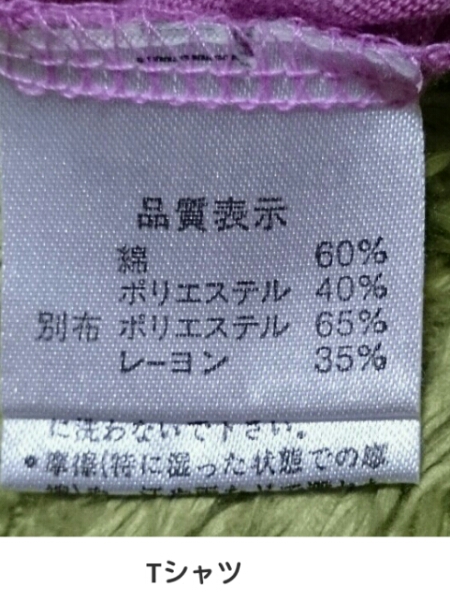 品質表示
綿 60%
ポリエステル 40%
別布 ポリエステル 65%
レーヨン 35%
に洗わないで下さい。
•摩擦(特に湿った状態での摩
Tシャツ